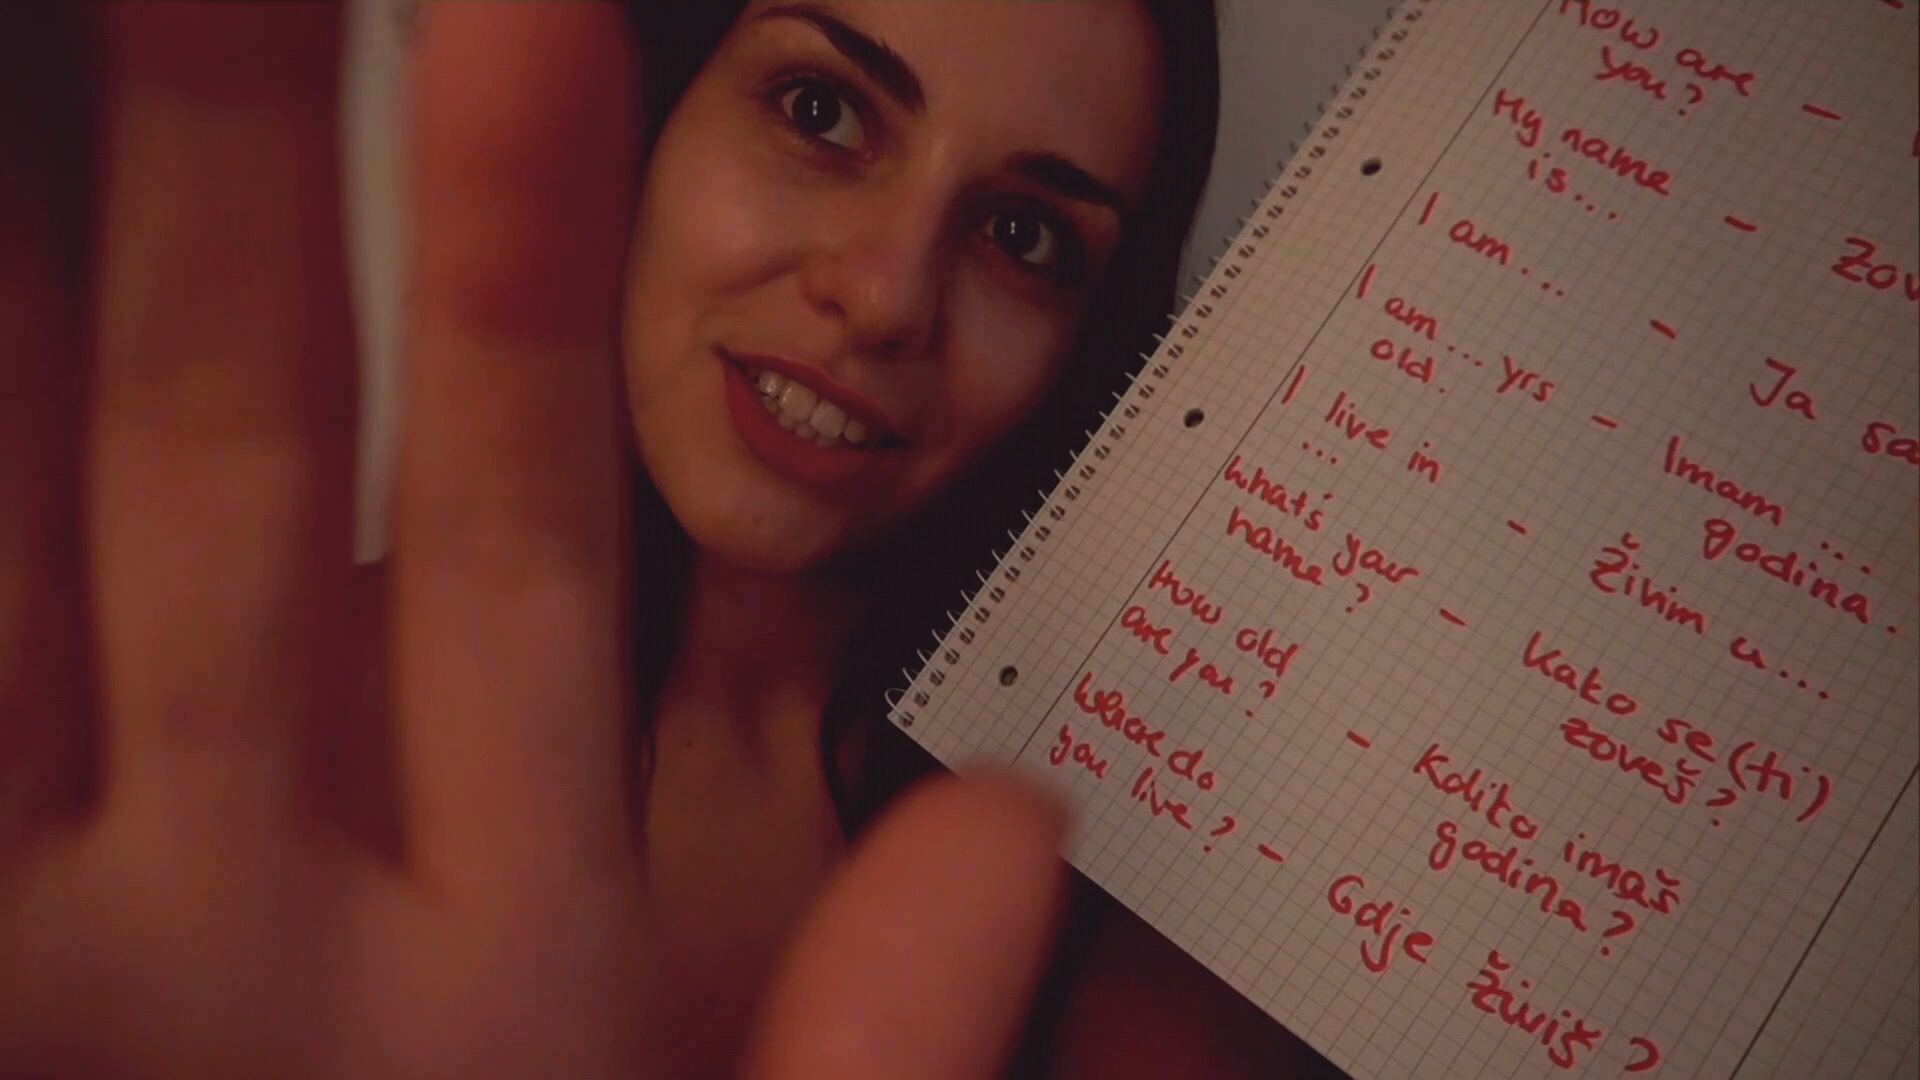 How are
you? -
My name
is... - Zov
I am... - Ja sa
I am... yrs
old. - Imam ...
godina.
I live in
... - Živim u...
What's your
name? - Kako se (ti)
zoveš?
How old
are you? - Koliko imaš
godina?
Where do
you live? - Gdje živiš?